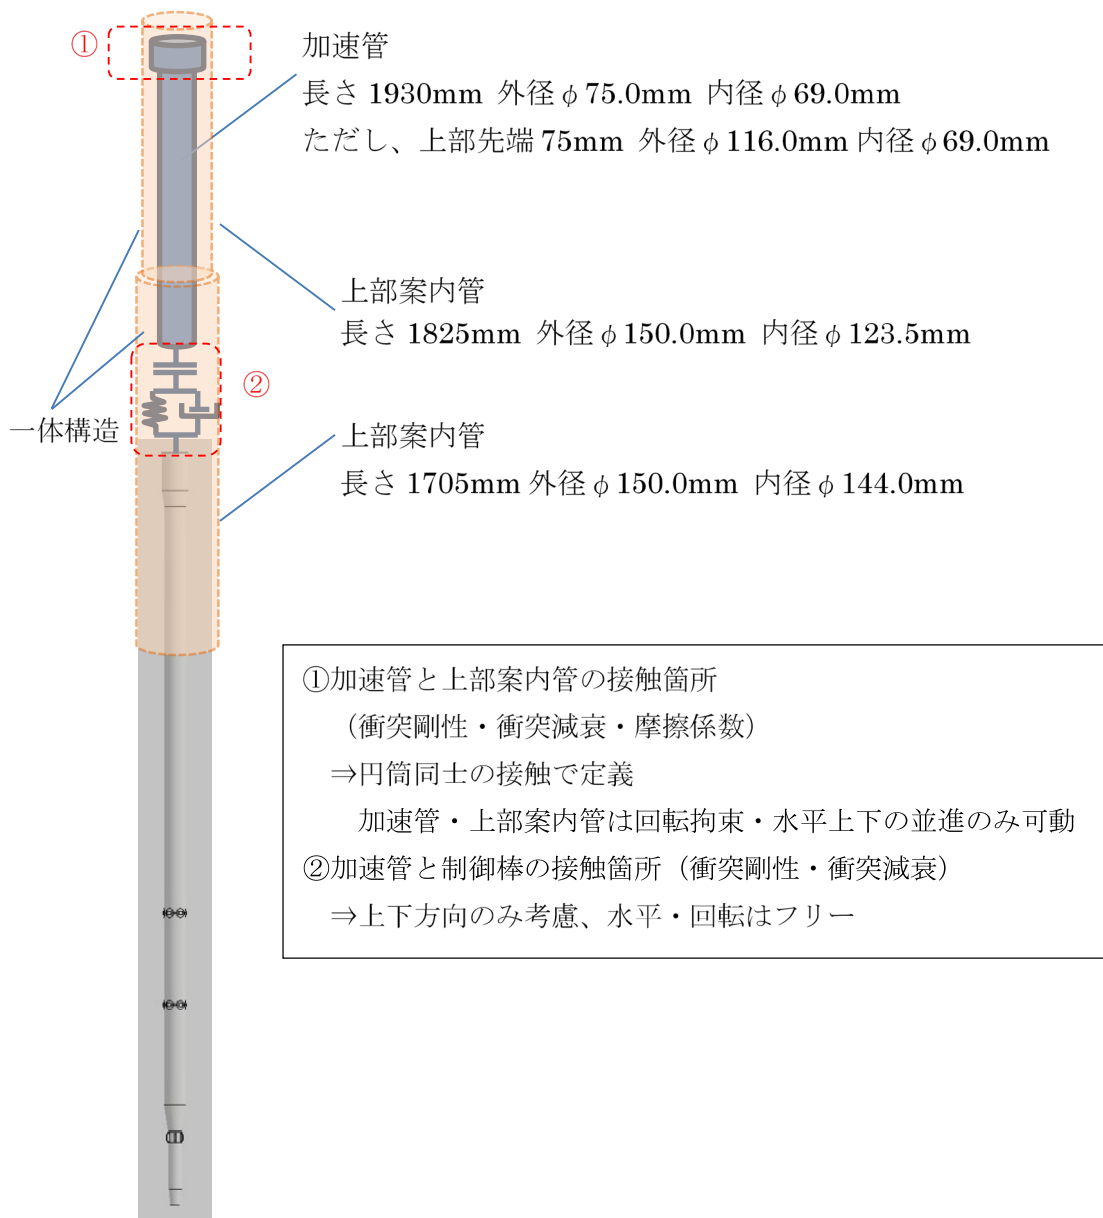 ①
加速管
長さ 1930mm 外径φ75.0mm 内径φ69.0mm
ただし、上部先端 75mm 外径φ116.0mm 内径φ69.0mm
上部案内管
長さ 1825mm 外径φ150.0mm 内径φ123.5mm
②
一体構造
上部案内管
長さ 1705mm 外径φ150.0mm 内径φ144.0mm
①加速管と上部案内管の接触箇所
（衝突剛性・衝突減衰・摩擦係数）
⇒円筒同士の接触で定義
加速管・上部案内管は回転拘束・水平上下の並進のみ可動
②加速管と制御棒の接触箇所（衝突剛性・衝突減衰）
⇒上下方向のみ考慮、水平・回転はフリー